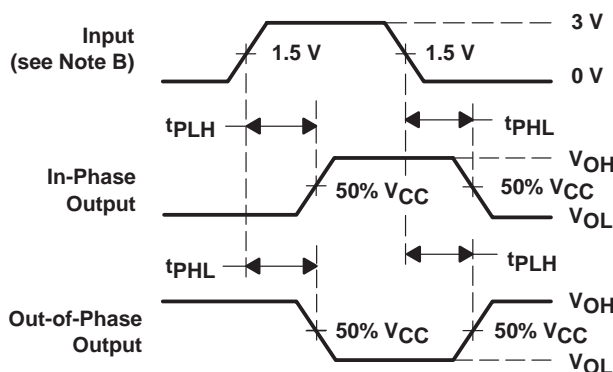 3 V
Input
(see Note B)
1.5 V
1.5 V
0 V
tPLH
tPHL
VOH
In-Phase
Output
50% VCC
50% VCC
VOL
tPHL
tPLH
VOH
Out-of-Phase
Output
50% VCC
50% VCC
VOL